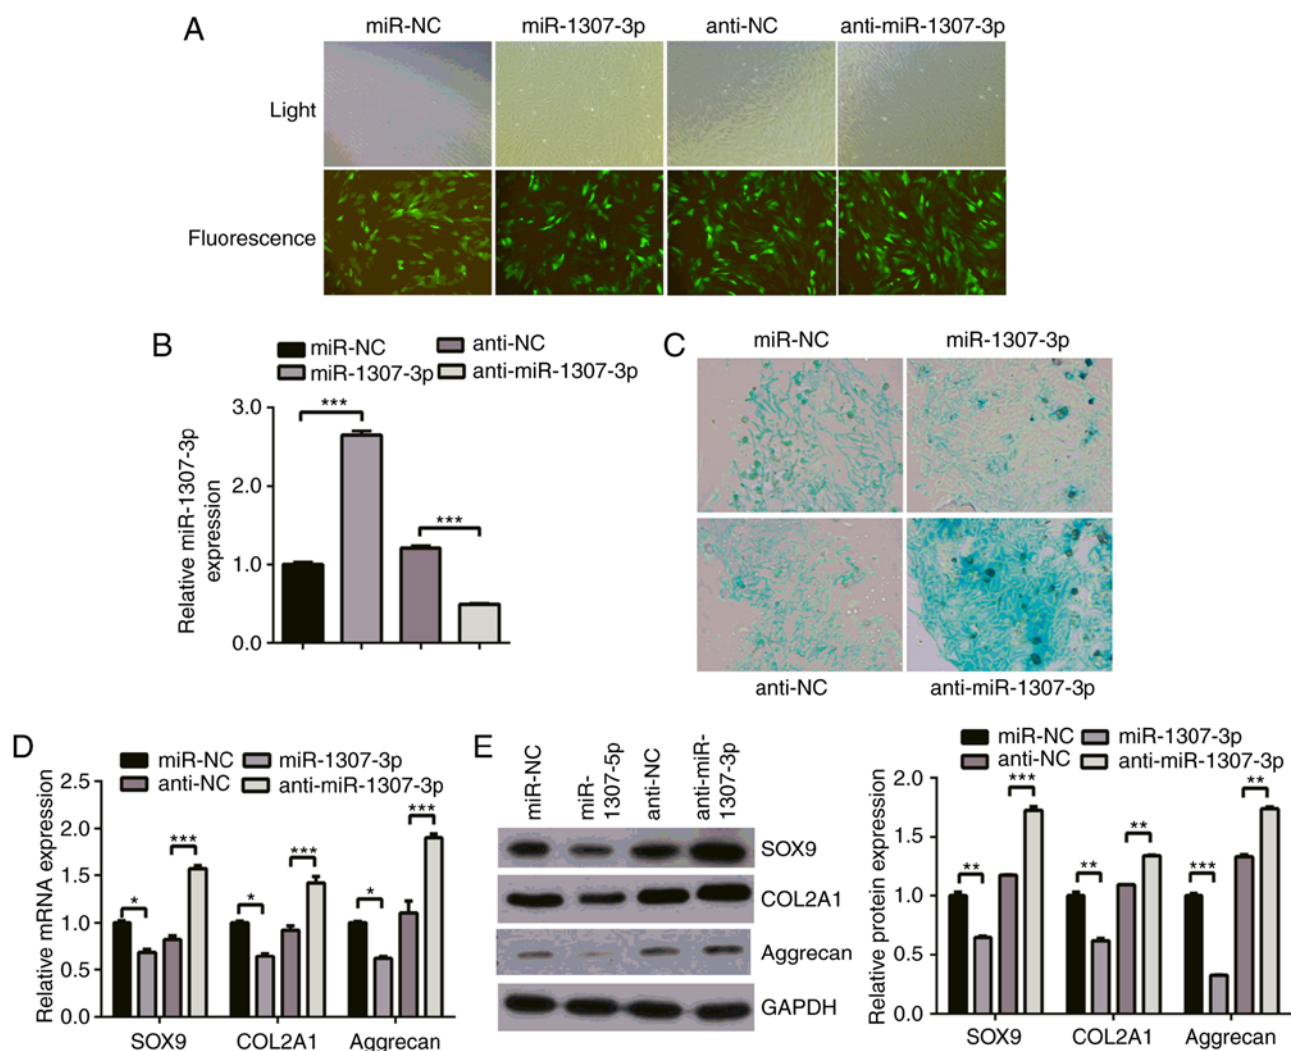 A
miR-NC miR-1307-3p anti-NC anti-miR-1307-3p
Light
Fluorescence
B
miR-NC anti-NC
miR-1307-3p anti-miR-1307-3p
Relative miR-1307-3p
expression
3.0
2.0
1.0
0.0
*** ***
C
miR-NC miR-1307-3p
anti-NC anti-miR-1307-3p
D
miR-NC miR-1307-3p
anti-NC anti-miR-1307-3p
Relative mRNA expression
2.5
2.0
1.5
1.0
0.5
0.0
* *** * *** * ***
SOX9 COL2A1 Aggrecan
E
miR-NC
miR-
1307-5p
anti-NC
anti-miR-
1307-3p
SOX9
COL2A1
Aggrecan
GAPDH
miR-NC miR-1307-3p
anti-NC anti-miR-1307-3p
Relative protein expression
2.0
1.5
1.0
0.5
0.0
** *** ** ** *** **
SOX9 COL2A1 Aggrecan